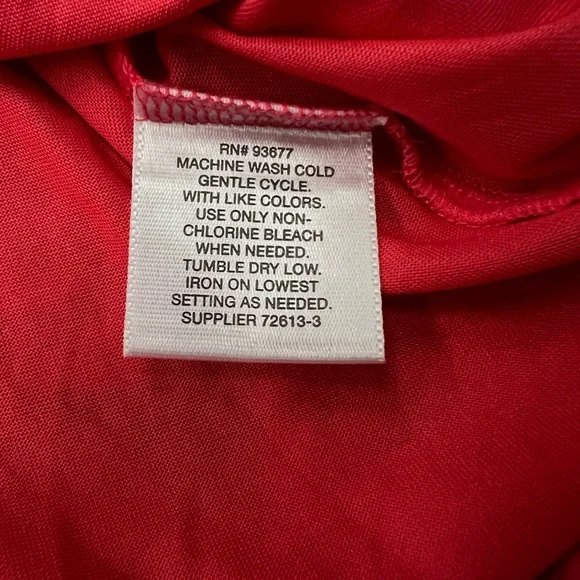 RN# 93677
MACHINE WASH COLD
GENTLE CYCLE.
WITH LIKE COLORS.
USE ONLY NON-
CHLORINE BLEACH
WHEN NEEDED.
TUMBLE DRY LOW.
IRON ON LOWEST
SETTING AS NEEDED.
SUPPLIER 72613-3